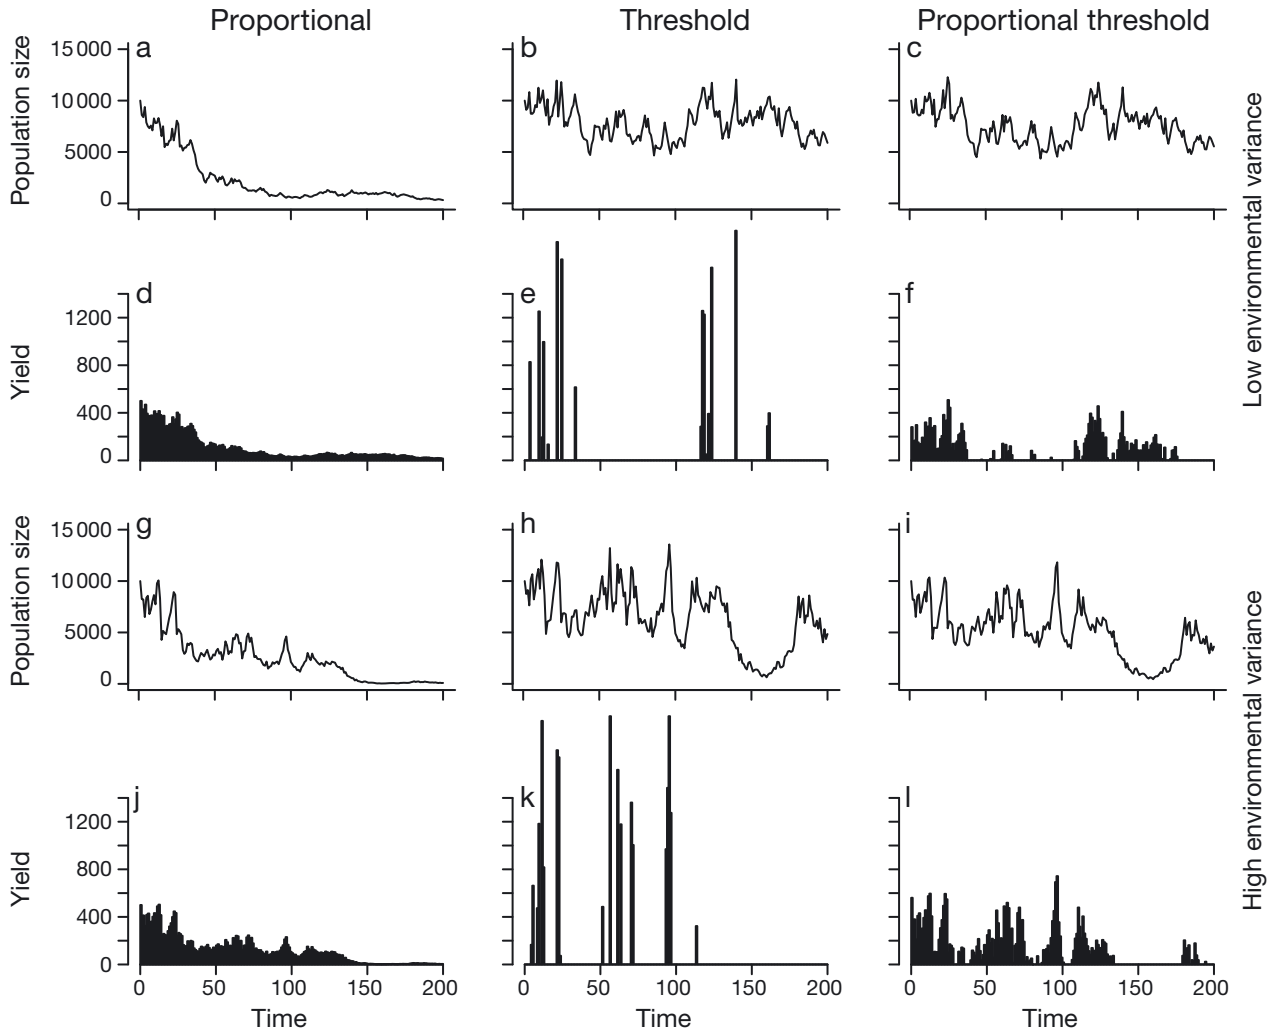 Proportional Threshold Proportional threshold
Population size
15 000
10 000
5000
0
a
b
c
Low environmental variance
Yield
1200
800
400
0
d
e
f
Population size
15 000
10 000
5000
0
g
h
i
High environmental variance
Yield
1200
800
400
0
j
k
l
0 50 100 150 200 0 50 100 150 200 0 50 100 150 200
Time Time Time